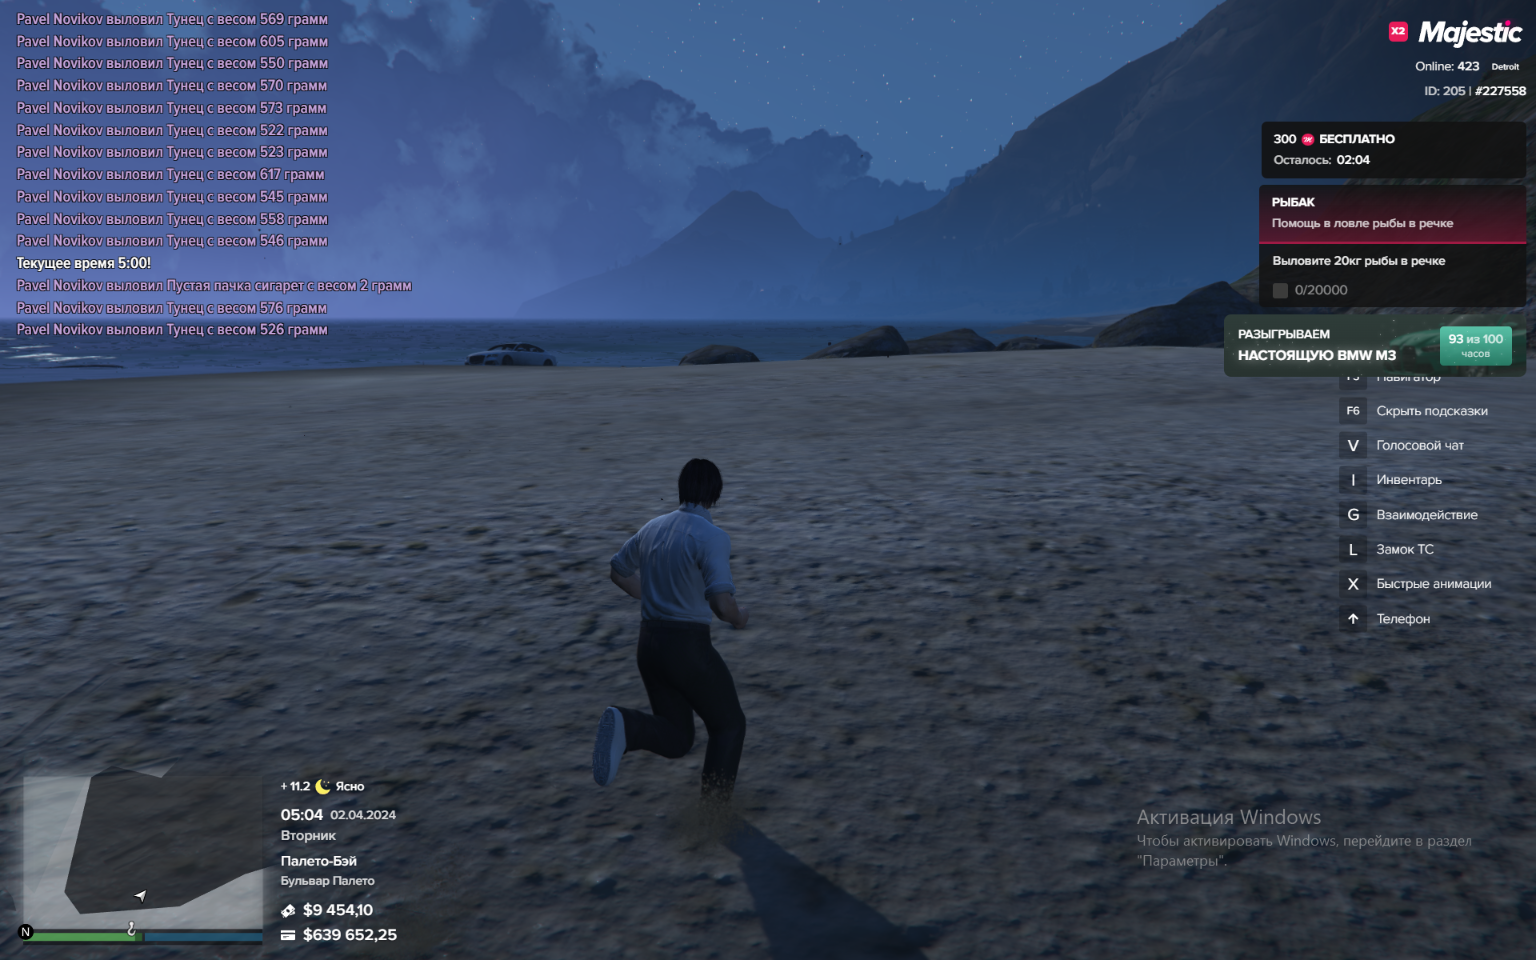 Pavel Novikov выловил Тунец с весом 569 грамм
Pavel Novikov выловил Тунец с весом 605 грамм
Pavel Novikov выловил Тунец с весом 550 грамм
Pavel Novikov выловил Тунец с весом 570 грамм
Pavel Novikov выловил Тунец с весом 573 грамм
Pavel Novikov выловил Тунец с весом 522 грамм
Pavel Novikov выловил Тунец с весом 523 грамм
Pavel Novikov выловил Тунец с весом 617 грамм
Pavel Novikov выловил Тунец с весом 545 грамм
Pavel Novikov выловил Тунец с весом 558 грамм
Pavel Novikov выловил Тунец с весом 546 грамм
Текущее время 5:00!
Pavel Novikov выловил Пустая пачка сигарет с весом 2 грамм
Pavel Novikov выловил Тунец с весом 576 грамм
Pavel Novikov выловил Тунец с весом 526 грамм
X2 Majestic
Online: 423 Detroit
ID: 205 | #227558
300 БЕСПЛАТНО
Осталось: 02:04
РЫБАК
Помощь в ловле рыбы в речке
Выловите 20кг рыбы в речке
0/20000
РАЗЫГРЫВАЕМ
НАСТОЯЩУЮ BMW M3
93 из 100
часов
Навигатор
F6 Скрыть подсказки
V Голосовой чат
I Инвентарь
G Взаимодействие
L Замок ТС
X Быстрые анимации
Телефон
+ 11.2 Ясно
05:04 02.04.2024
Вторник
Палето-Бэй
Бульвар Палето
$9 454,10
$639 652,25
N
Активация Windows
Чтобы активировать Windows, перейдите в раздел
"Параметры".